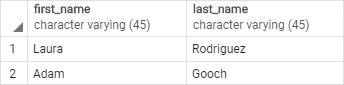 first_name last_name
character varying (45) character varying (45)
1 Laura Rodriguez
2 Adam Gooch